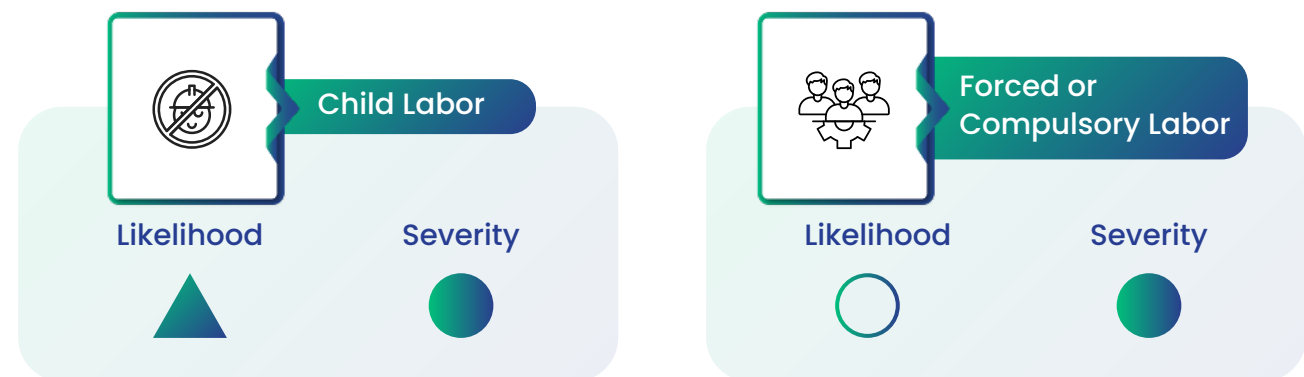 Child Labor
Likelihood
Severity
Forced or
Compulsory Labor
Likelihood
Severity